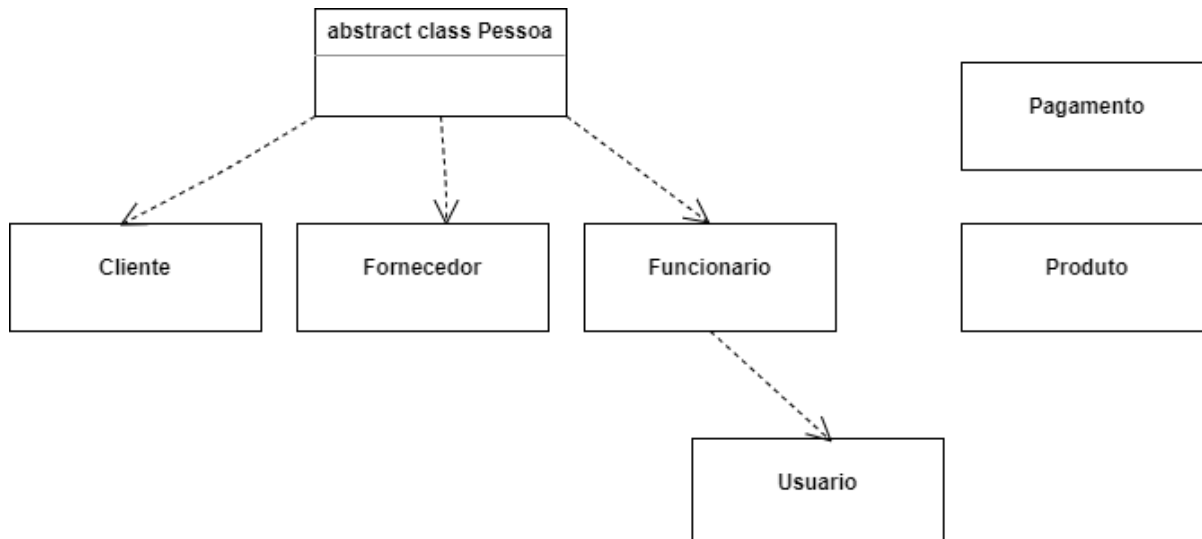 abstract class Pessoa
Pagamento
Cliente
Fornecedor
Funcionario
Produto
Usuario